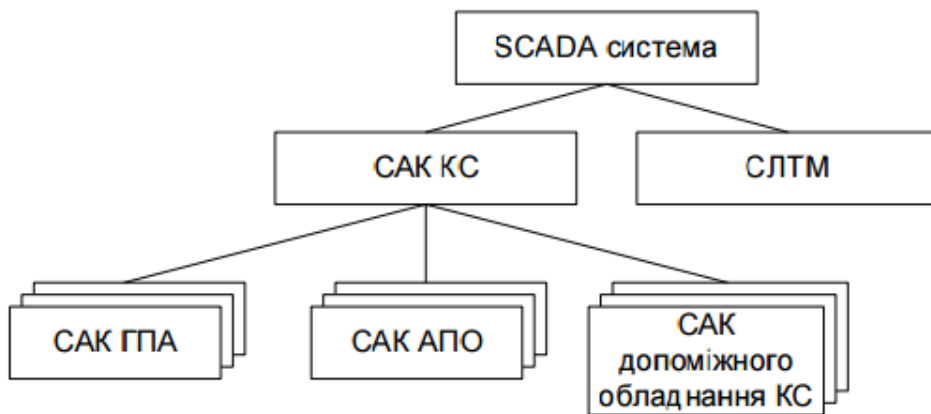 SCADA система
САК КС
СЛТМ
САК ГПА
САК АПО
САК
допоміжного
обладнання КС